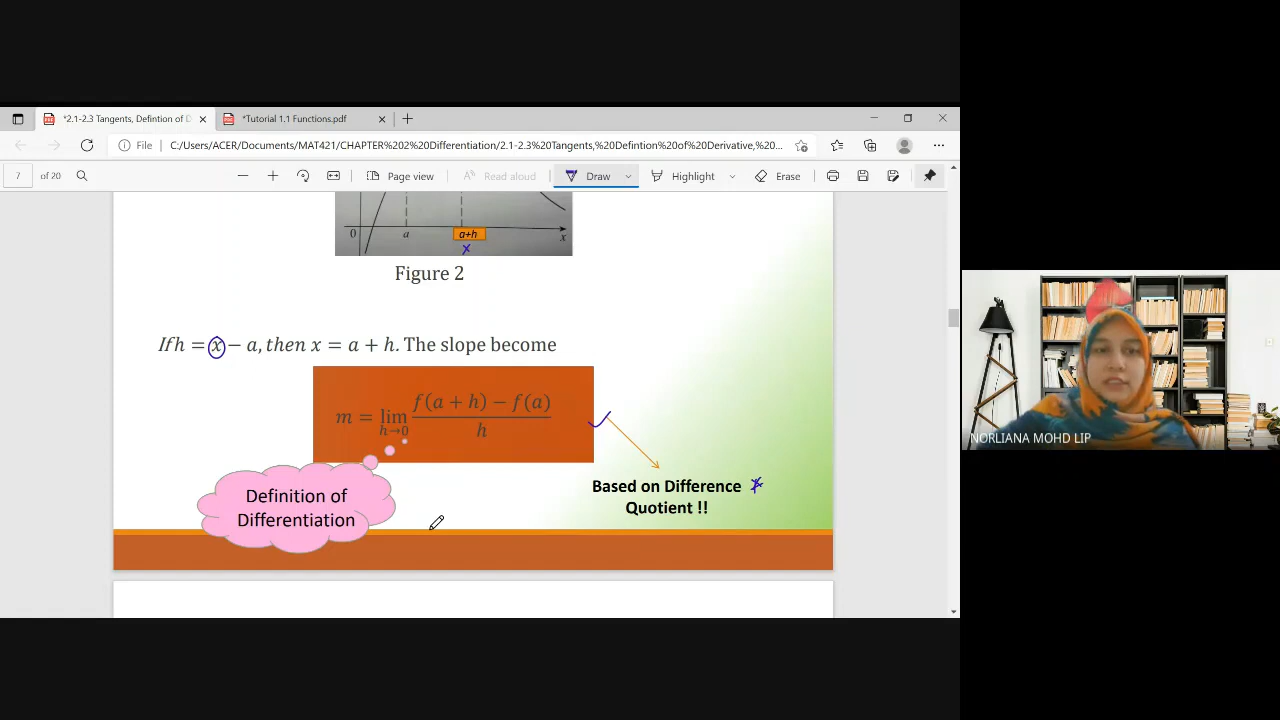 *2.1-2.3 Tangents, Defintion of D
*Tutorial 1.1 Functions.pdf
File
C:/Users/ACER/Documents/MAT421/CHAPTER%202%20Differentiation/2.1-2.3%20Tangents,%20Defintion%20of%20Derivative,%20...
7 of 20
Page view
Read aloud
Draw
Highlight
Erase
0 a a+h x
x
Figure 2
If h = x − a, then x = a + h. The slope become
m = lim h→0 f(a + h) − f(a) / h
Definition of
Differentiation
Based on Difference
Quotient !!
NORLIANA MOHD LIP